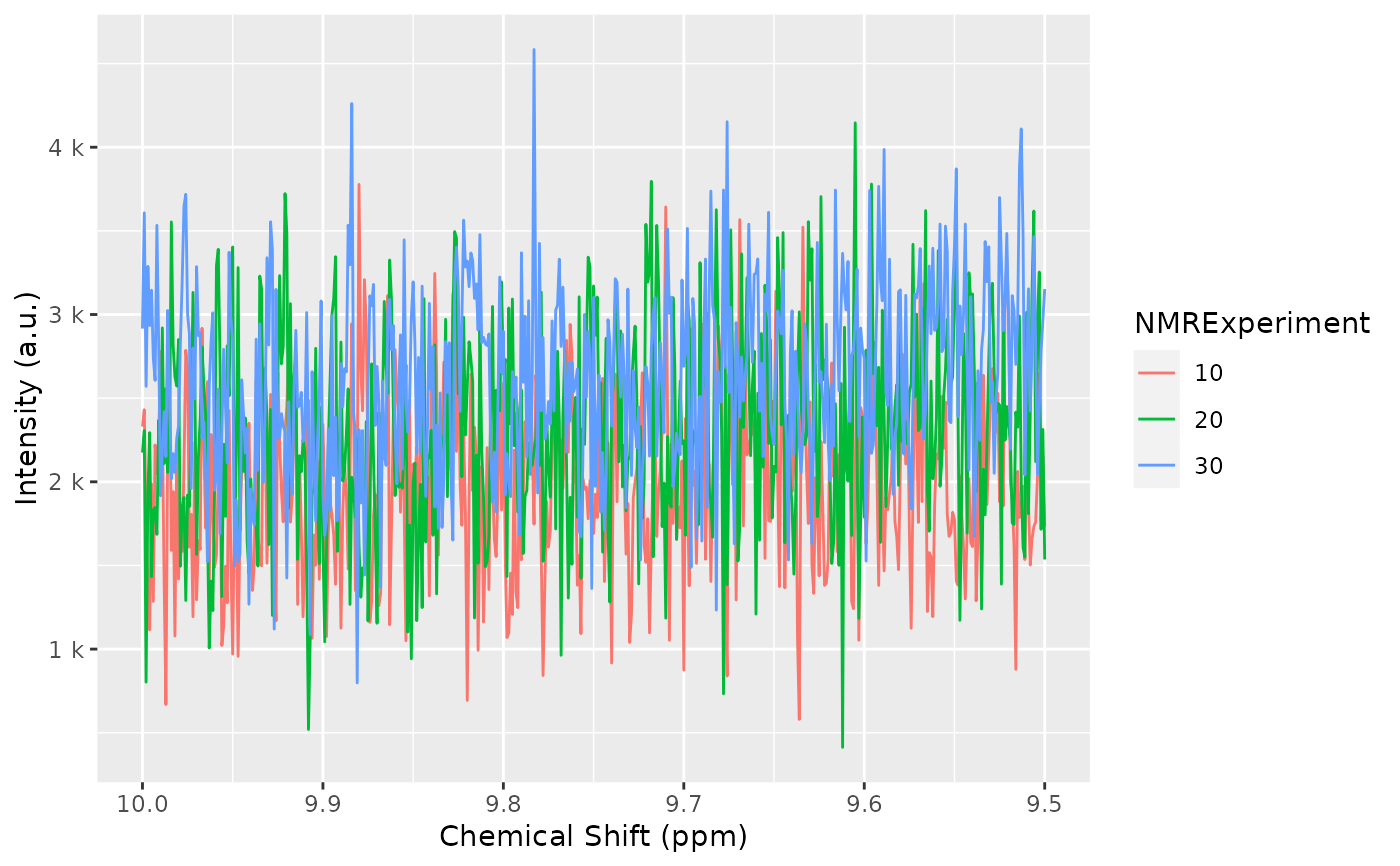 4 k
3 k
2 k
1 k
Intensity (a.u.)
10.0 9.9 9.8 9.7 9.6 9.5
Chemical Shift (ppm)
NMRExperiment
10
20
30